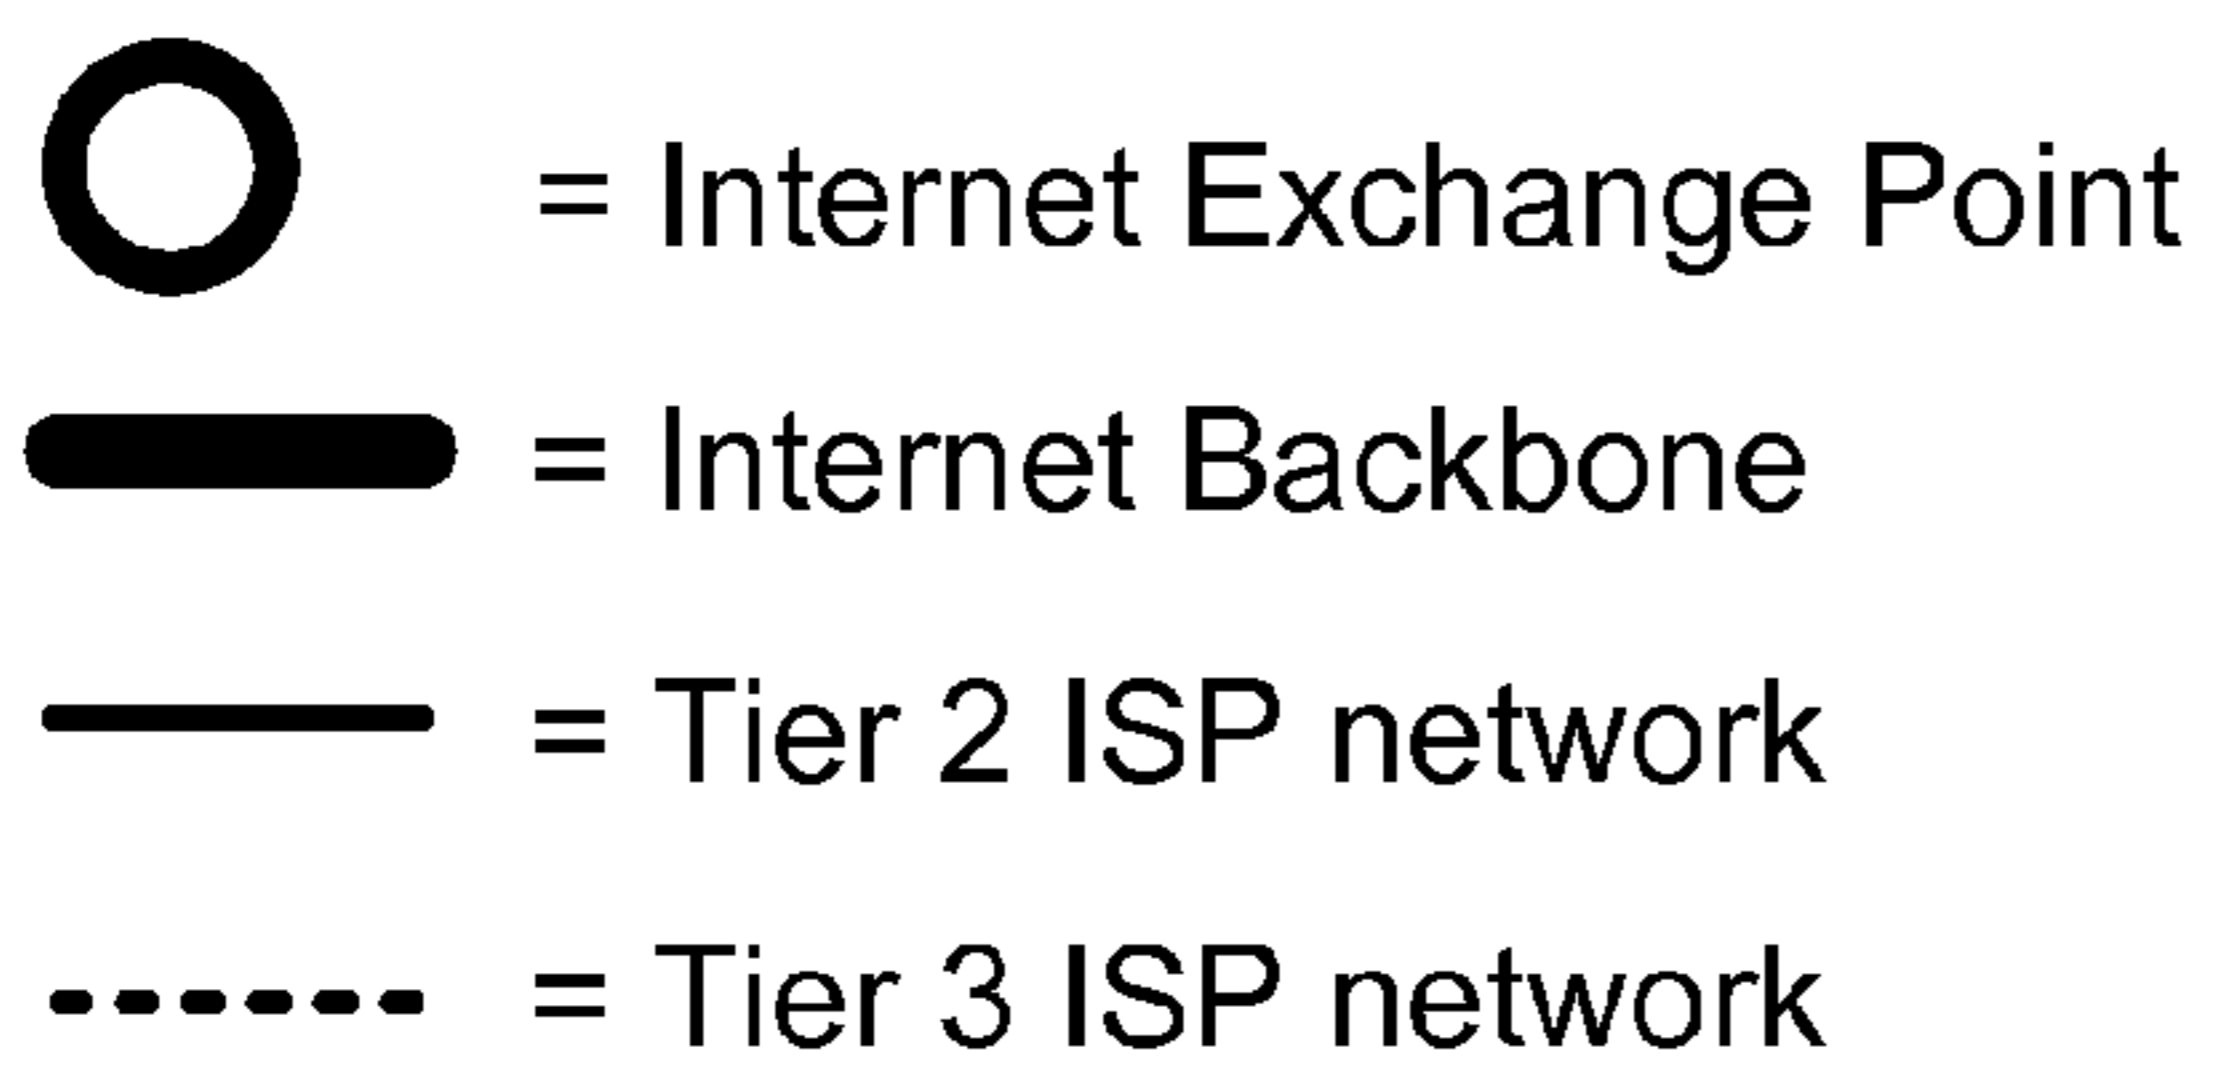 = Internet Exchange Point
= Internet Backbone
= Tier 2 ISP network
= Tier 3 ISP network